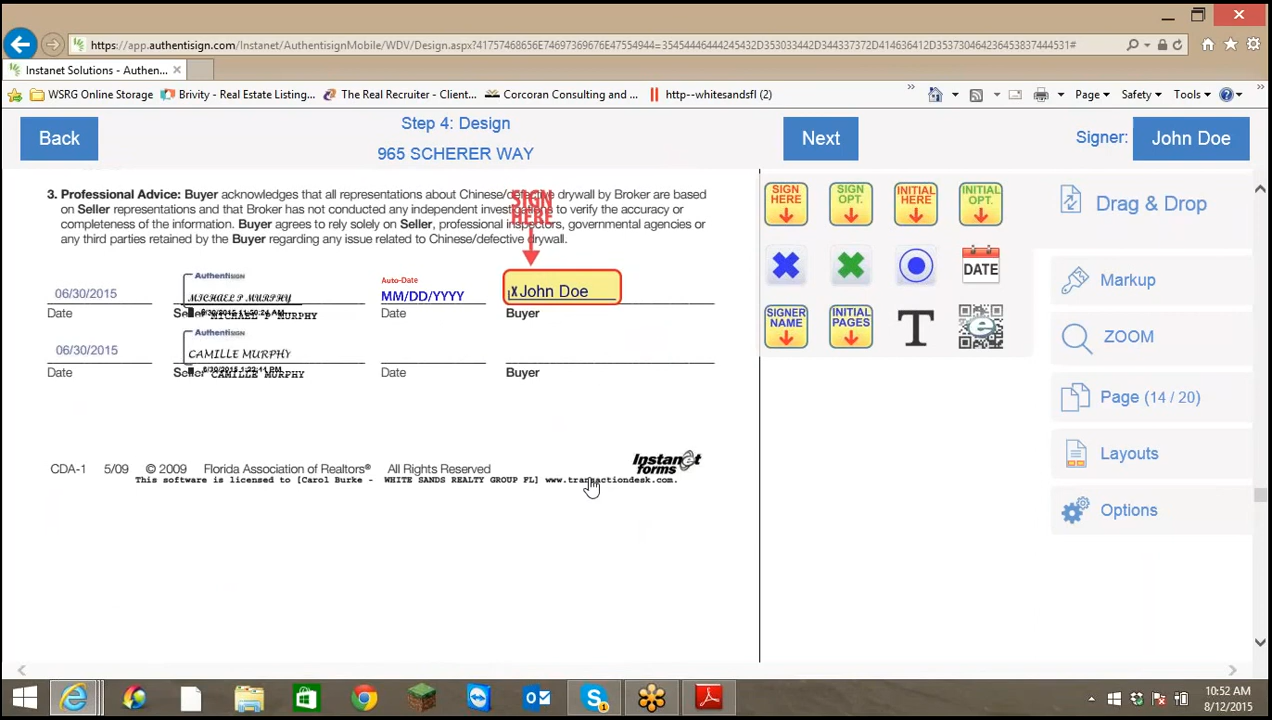 https://app.authentisign.com/Instanet/AuthentisignMobile/WDV/Design.aspx?
Instanet Solutions - Authen...
WSRG Online Storage
Brivity - Real Estate Listing...
The Real Recruiter - Client...
Corcoran Consulting and ...
http--whitesandsfl (2)
Page
Safety
Tools
Back
Step 4: Design
965 SCHERER WAY
Next
Signer:
John Doe
3. Professional Advice: Buyer acknowledges that all representations about Chinese/defective drywall by Broker are based
on Seller representations and that Broker has not conducted any independent investigations to verify the accuracy or
completeness of the information. Buyer agrees to rely solely on Seller, professional inspectors, governmental agencies or
any third parties retained by the Buyer regarding any issue related to Chinese/defective drywall.
SIGN
HERE
AuthentiSIGN
06/30/2015
MICHAEL P MURPHY
Auto-Date
MM/DD/YYYY
X John Doe
Date
Seller MICHAEL P MURPHY
Date
Buyer
AuthentiSIGN
06/30/2015
CAMILLE MURPHY
Date
Seller CAMILLE MURPHY
Date
Buyer
Instanet
forms
CDA-1 5/09 © 2009 Florida Association of Realtors® All Rights Reserved
This software is licensed to [Carol Burke - WHITE SANDS REALTY GROUP FL] www.transactiondesk.com.
SIGN HERE
SIGN OPT.
INITIAL HERE
INITIAL OPT.
DATE
SIGNER NAME
INITIAL PAGES
T
Drag & Drop
Markup
ZOOM
Page (14 / 20)
Layouts
Options
10:52 AM
8/12/2015